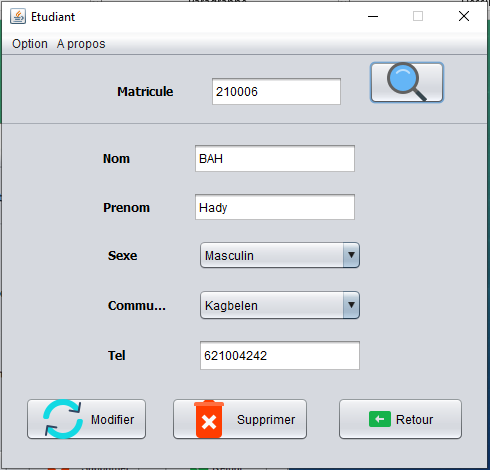 Etudiant
Option A propos
Matricule 210006
Nom BAH
Prenom Hady
Sexe Masculin
Commu... Kagbelen
Tel 621004242
Modifier Supprimer Retour